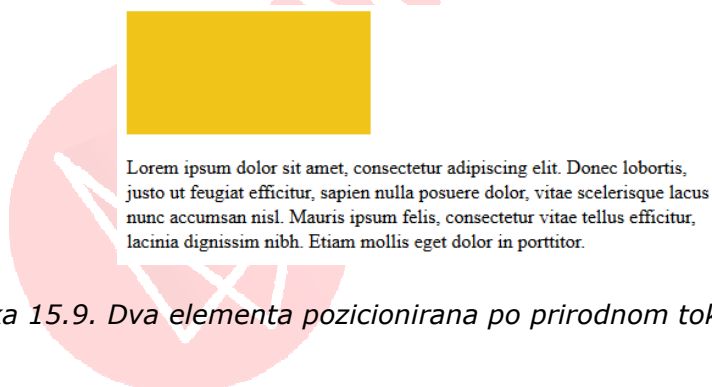 Lorem ipsum dolor sit amet, consectetur adipiscing elit. Donec lobortis,
justo ut feugiat efficitur, sapien nulla posuere dolor, vitae scelerisque lacus
nunc accumsan nisl. Mauris ipsum felis, consectetur vitae tellus efficitur,
lacinia dignissim nibh. Etiam mollis eget dolor in porttitor.
15.9. Dva elementa pozicionirana po prirodnom